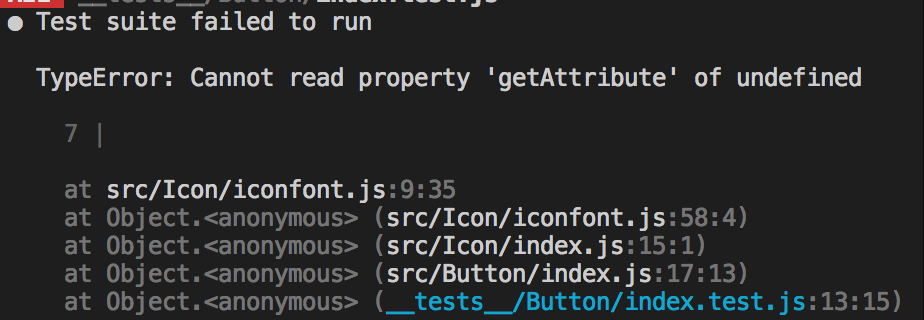 __tests__/Button/index.test.js
● Test suite failed to run
TypeError: Cannot read property 'getAttribute' of undefined
7 |
at src/Icon/iconfont.js:9:35
at Object.<anonymous> (src/Icon/iconfont.js:58:4)
at Object.<anonymous> (src/Icon/index.js:15:1)
at Object.<anonymous> (src/Button/index.js:17:13)
at Object.<anonymous> (__tests__/Button/index.test.js:13:15)